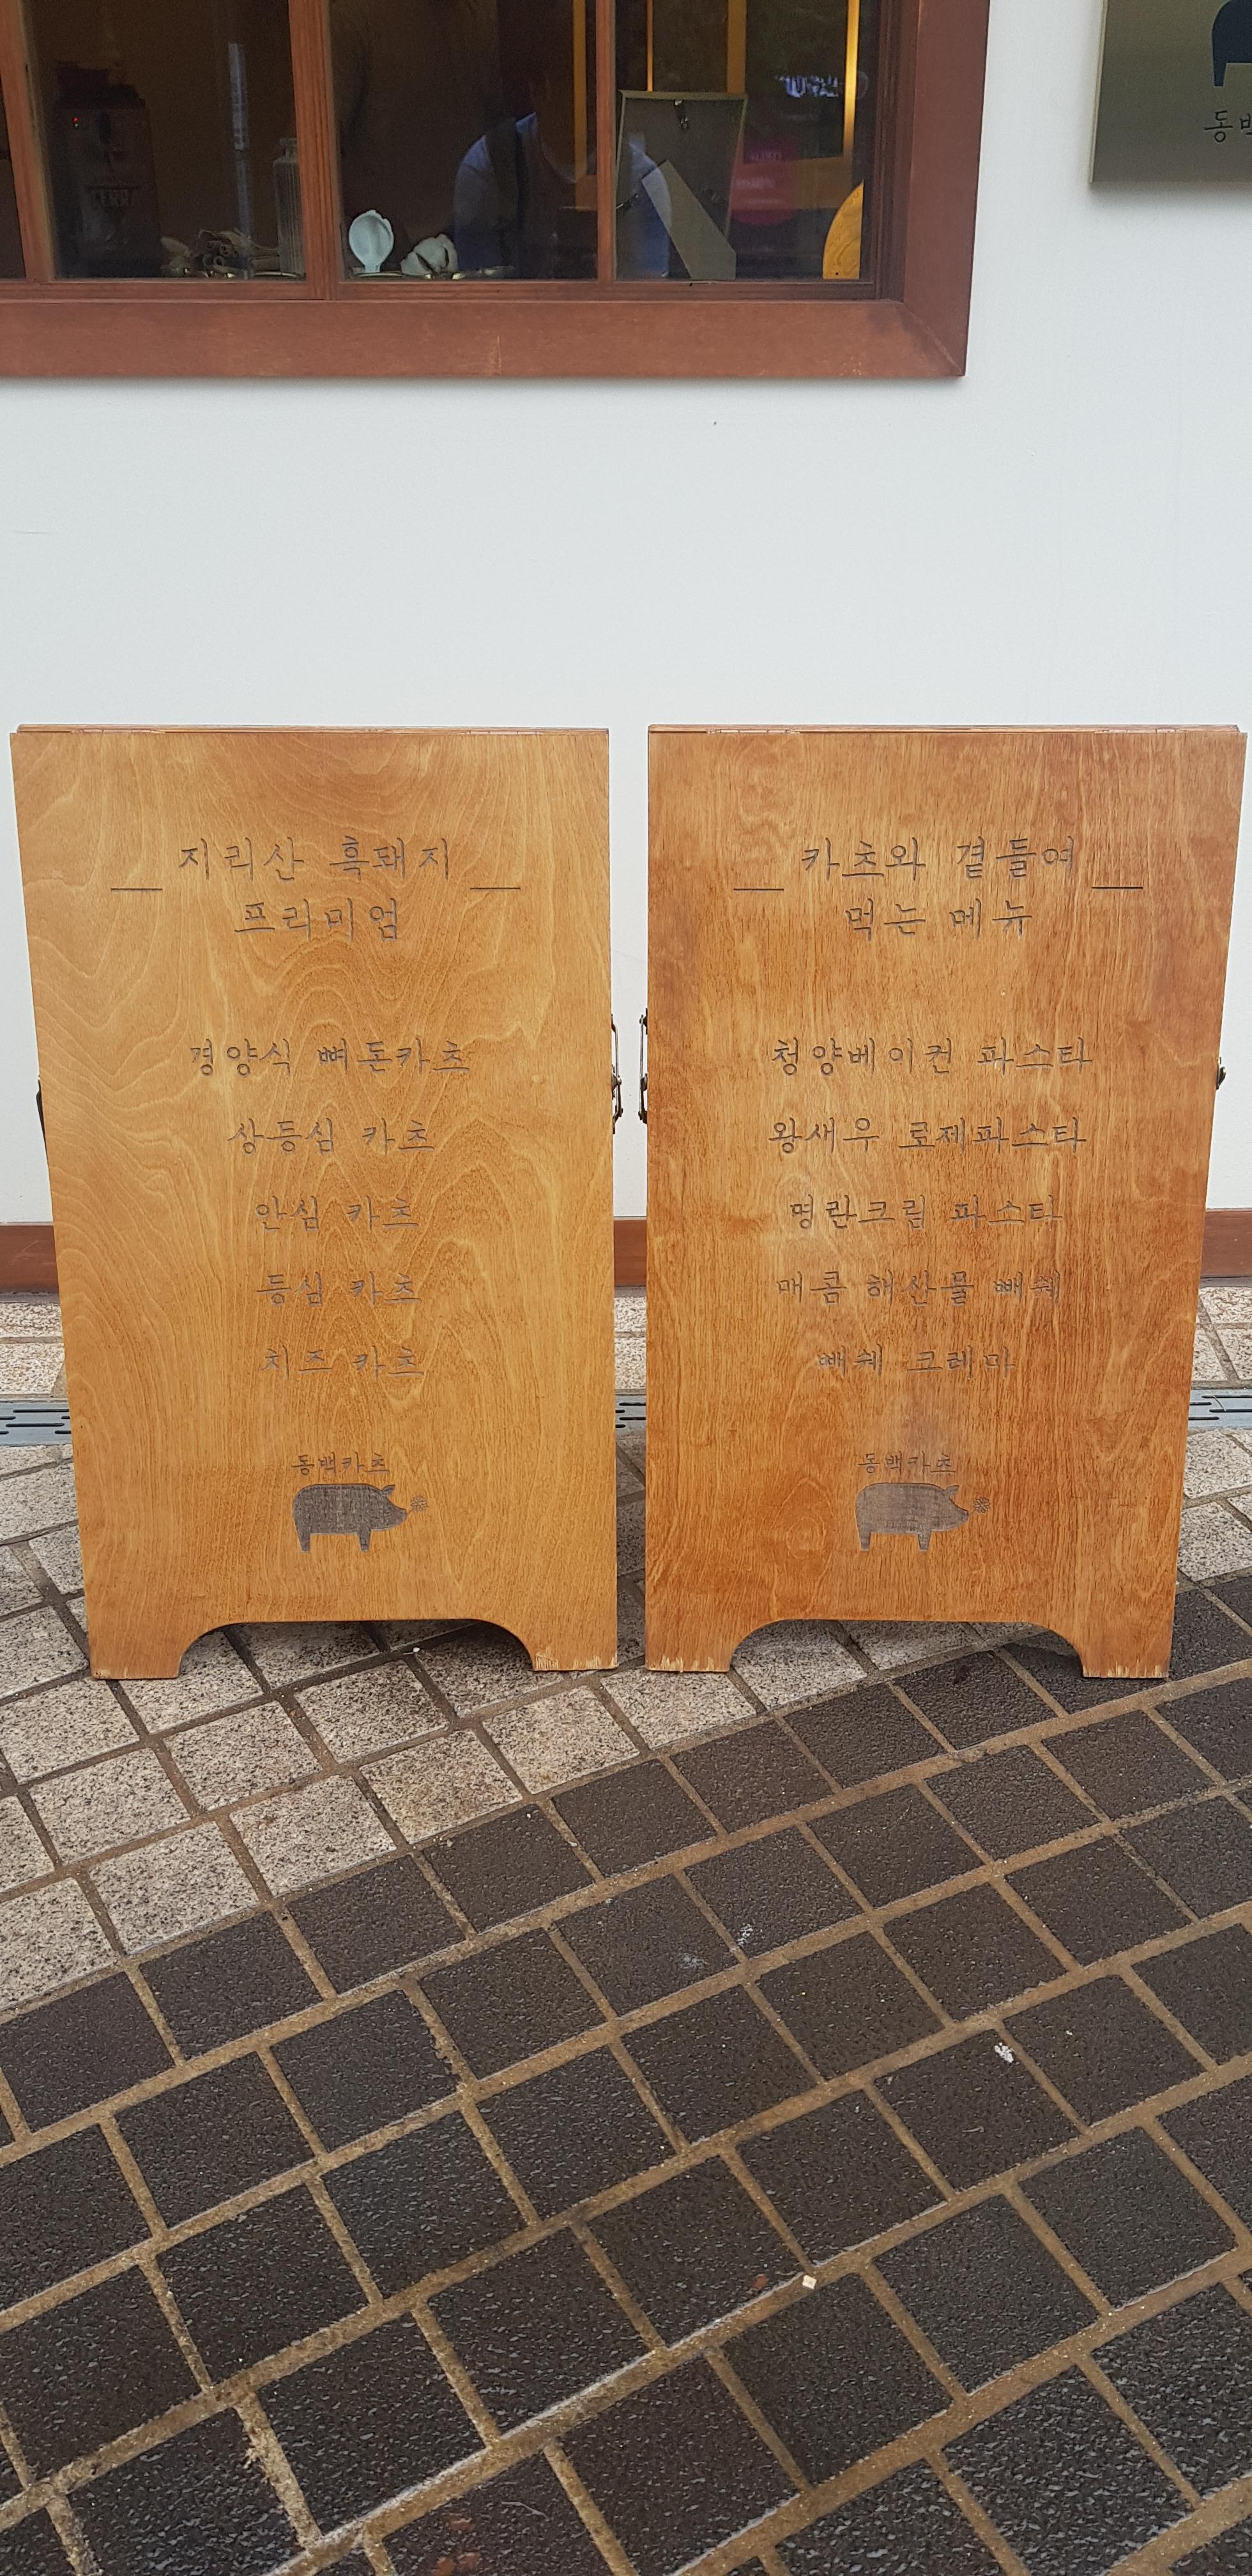 TERRA
지리산 흑돼지
프리미엄
경양식 뼈돈카츠
상등심 카츠
안심 카츠
등심 카츠
치즈 카츠
동백카츠
카츠와 곁들여
먹는 메뉴
청양베이컨 파스타
왕새우 로제파스타
명란크림 파스타
매콤 해산물 빼쉐
빼쉐 크레마
동백카츠